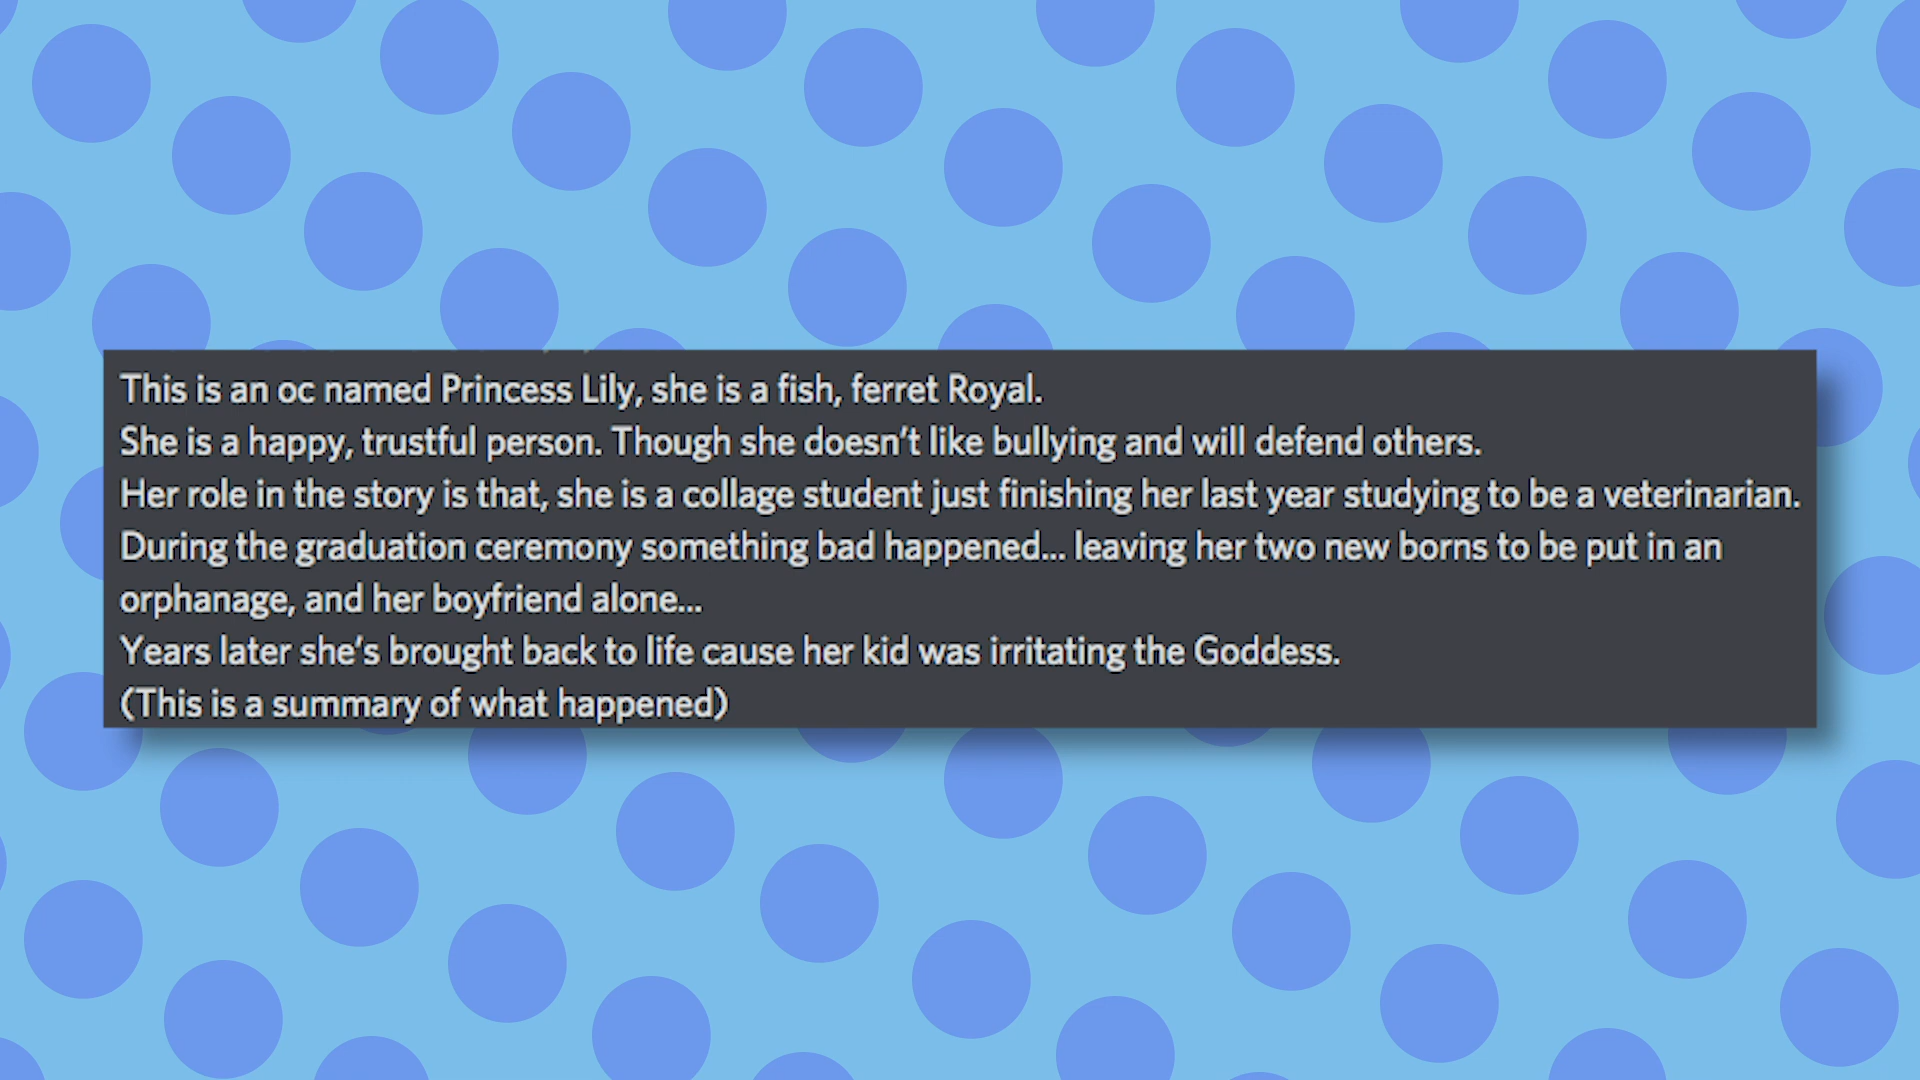 This is an oc named Princess Lily, she is a fish, ferret Royal.
She is a happy, trustful person. Though she doesn't like bullying and will defend others.
Her role in the story is that, she is a collage student just finishing her last year studying to be a veterinarian.
During the graduation ceremony something bad happened... leaving her two new borns to be put in an
orphanage, and her boyfriend alone...
Years later she's brought back to life cause her kid was irritating the Goddess.
(This is a summary of what happened)